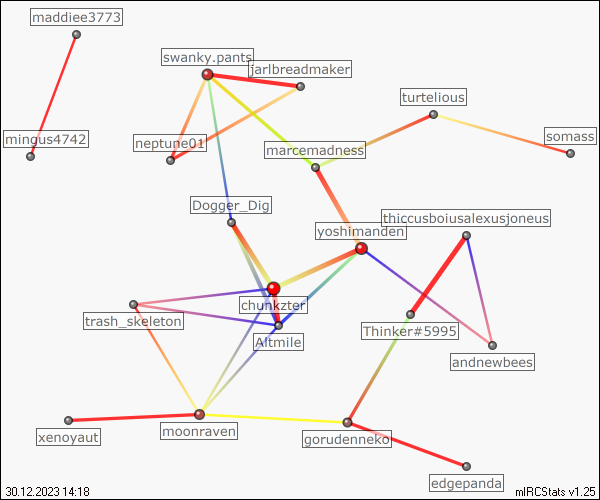 maddiee3773
swanky.pants
jarlbreadmaker
turtelious
mingus4742
neptune01
marcemadness
somass
Dogger_Dig
thiccusboiusalexusjoneus
yoshimanden
chunkzter
trash_skeleton
Thinker#5995
Altmile
andnewbees
xenoyaut
moonraven
gorudenneko
edgepanda
30.12.2023 14:18
mIRCStats v1.25